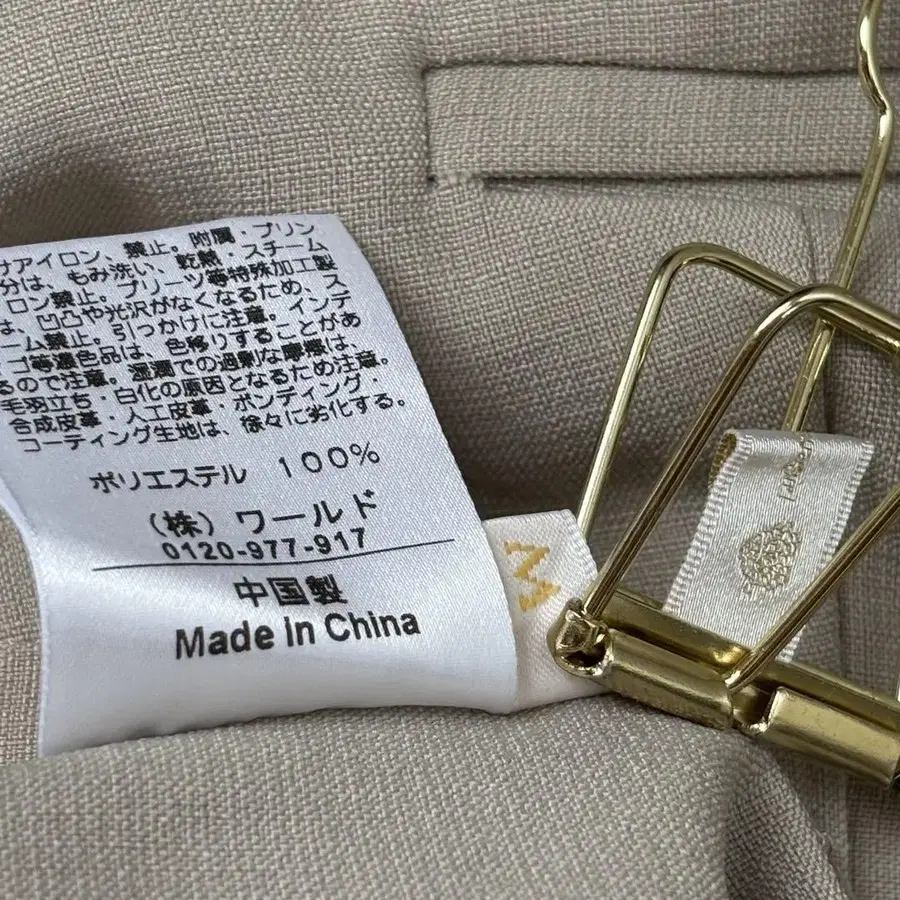 アイロン、禁止。附属・プリン
分は、もみ洗い、乾燥・スチーム
ロン禁止。プリーツ等特殊加工製
は、凹凸や光沢がなくなるため、ス
ーム禁止。引っかけに注意。インデ
ゴ等濃色品は、色移りすることがあ
るので注意。湿潤での過剰な摩擦は、
毛羽立ち・白化の原因となるため注意。
合成皮革・人工皮革・ボンディング・
コーティング生地は、徐々に劣化する。
ポリエステル 100%
(株) ワールド
0120-977-917
中国製
Made in China
M